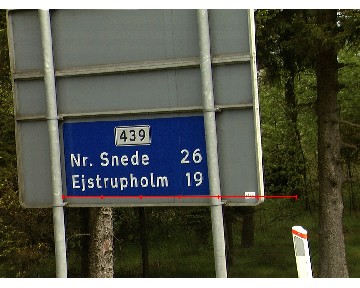 439
Nr. Snede 26
Ejstrupholm 19